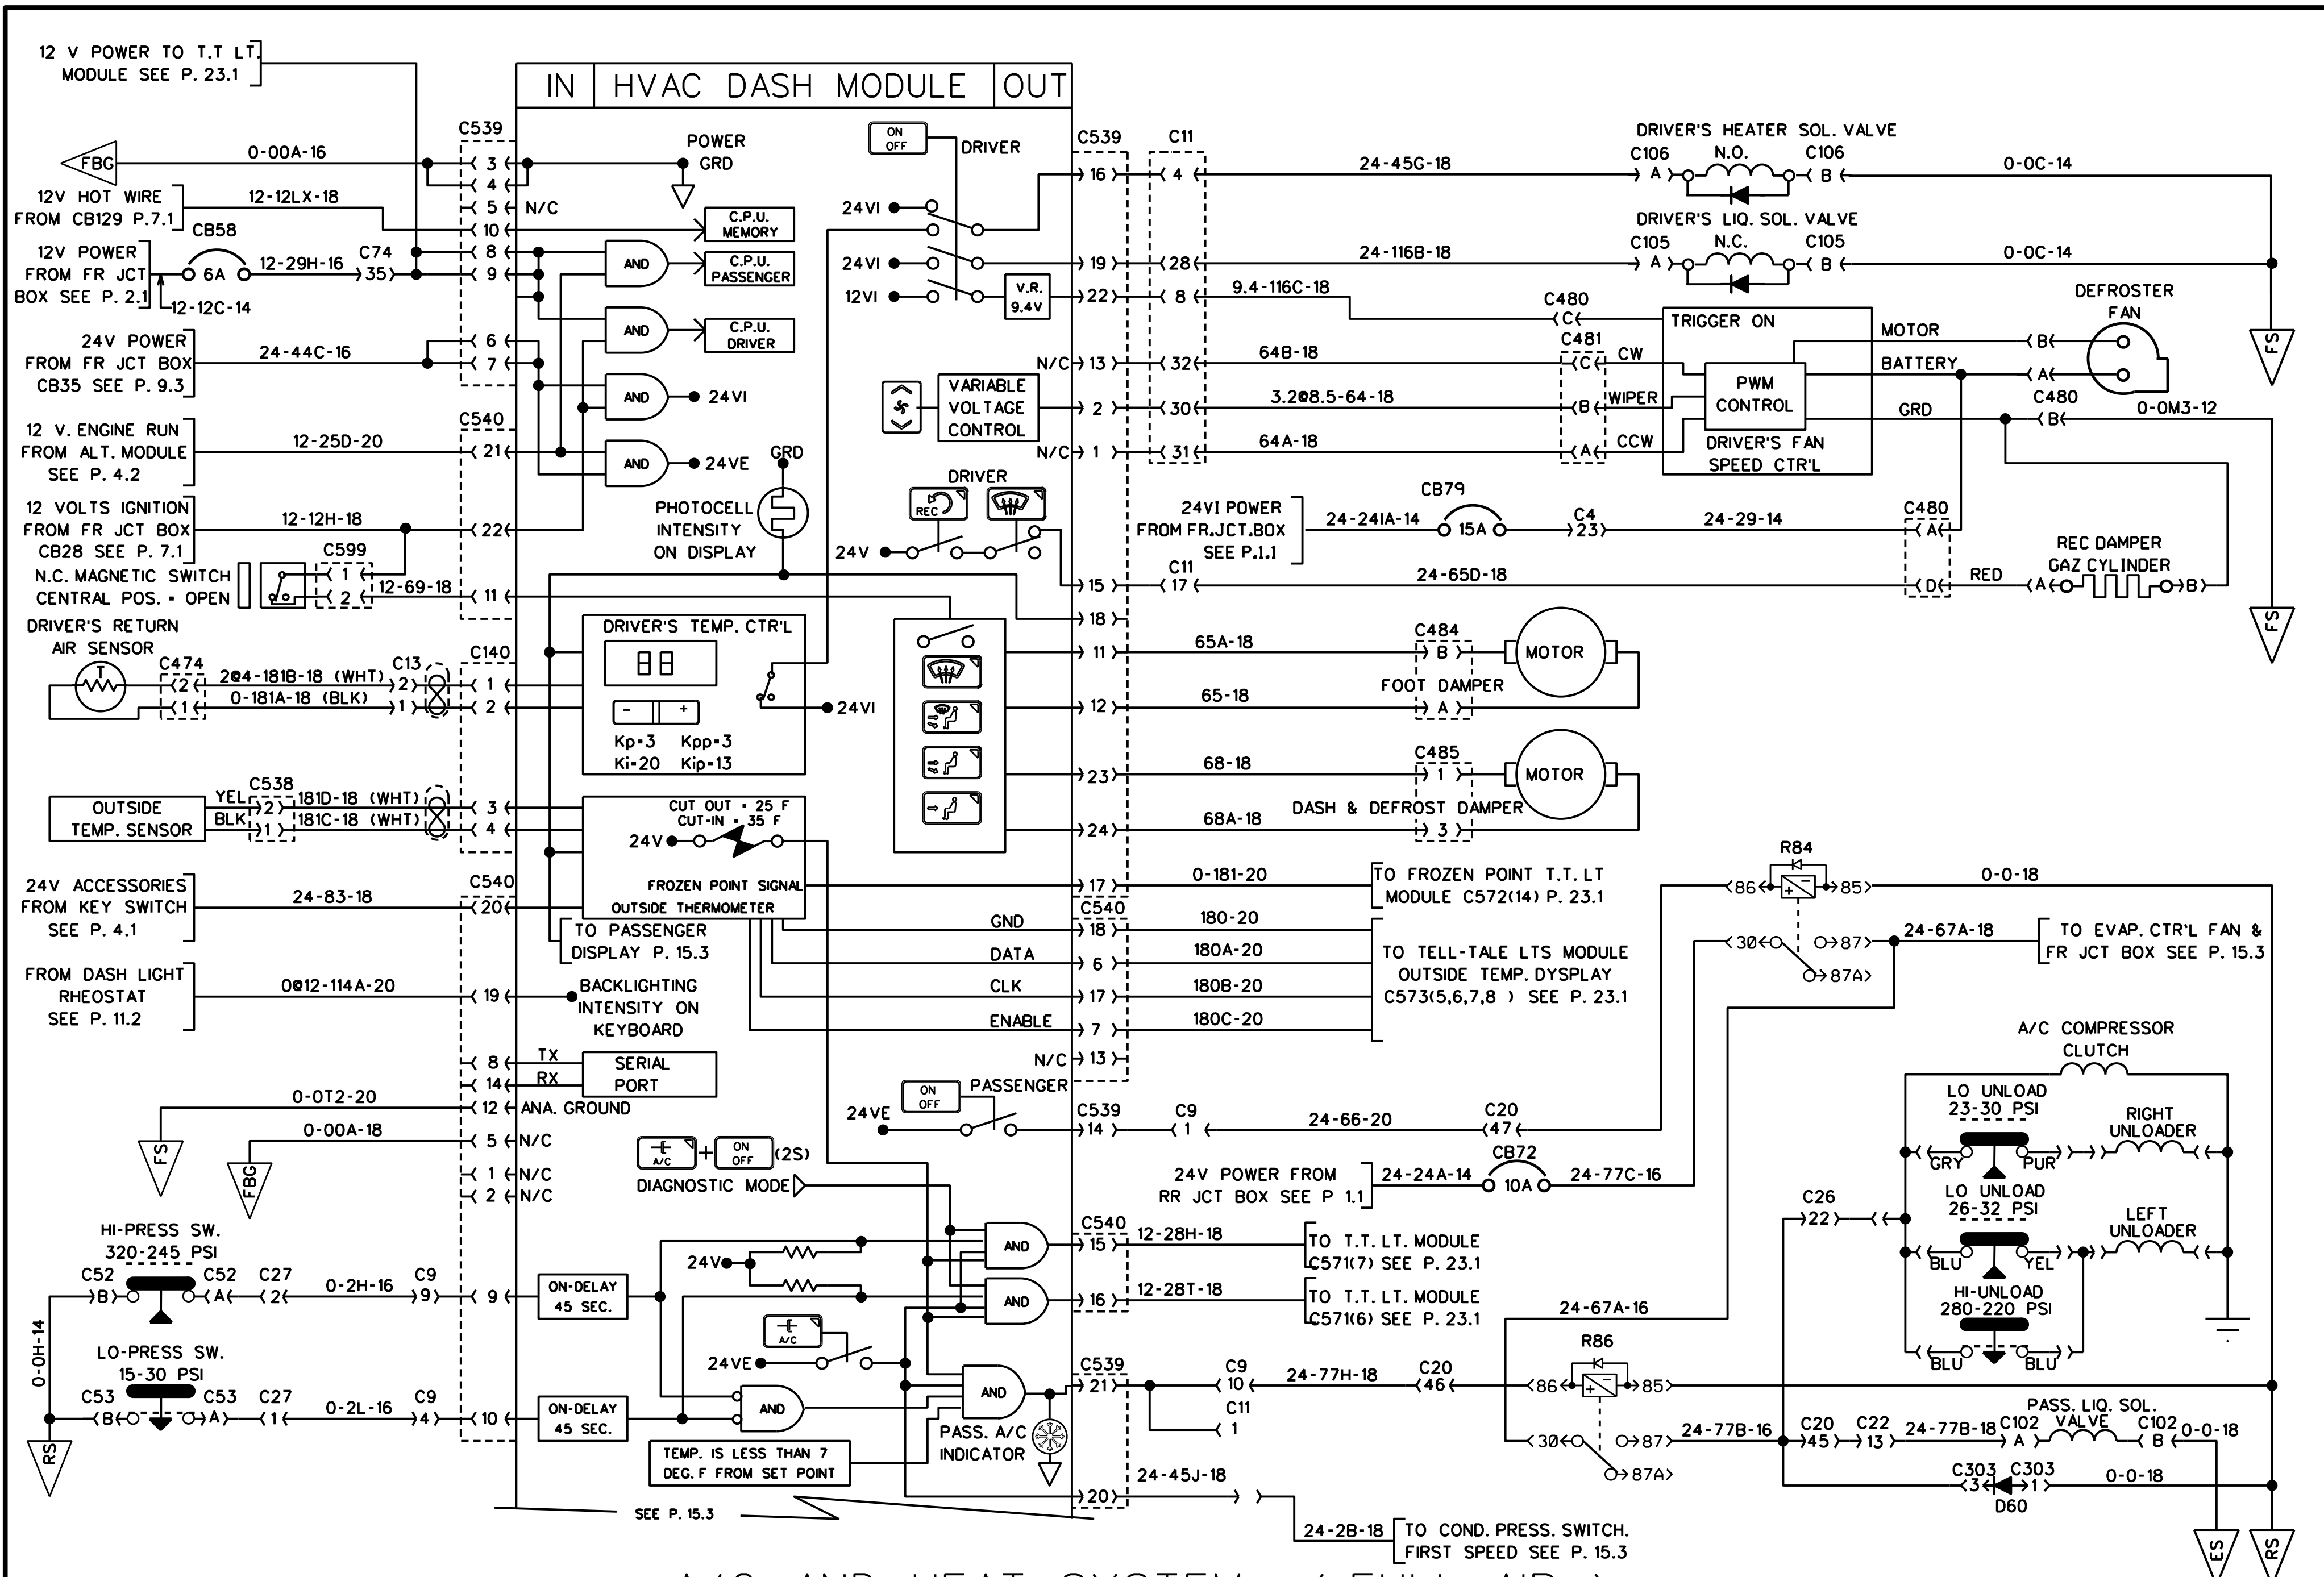 12 V POWER TO T.T LT.
MODULE SEE P. 23.1
IN
HVAC DASH MODULE
OUT
FBG
0-00A-16
C539
3
4
POWER
GRD
12V HOT WIRE
FROM CB129 P.7.1
12-12LX-18
5
N/C
10
C.P.U.
MEMORY
CB58
12V POWER
FROM FR JCT
BOX SEE P. 2.1
6A
12-29H-16
C74
35
8
9
12-12C-14
AND
C.P.U.
PASSENGER
AND
C.P.U.
DRIVER
24V POWER
FROM FR JCT BOX
CB35 SEE P. 9.3
24-44C-16
6
7
AND
24VI
C540
12 V. ENGINE RUN
FROM ALT. MODULE
SEE P. 4.2
12-25D-20
21
AND
24VE
GRD
12 VOLTS IGNITION
FROM FR JCT BOX
CB28 SEE P. 7.1
12-12H-18
22
PHOTOCELL
INTENSITY
ON DISPLAY
C599
N.C. MAGNETIC SWITCH
CENTRAL POS. = OPEN
1
2
12-69-18
11
DRIVER'S RETURN
AIR SENSOR
T
C474
2
1
2@4-181B-18 (WHT)
0-181A-18 (BLK)
C13
2
1
C140
1
2
DRIVER'S TEMP. CTR'L
88
- +
Kp=3 Kpp=3
Ki=20 Kip=13
24VI
OUTSIDE
TEMP. SENSOR
YEL
BLK
C538
2
1
181D-18 (WHT)
181C-18 (WHT)
3
4
CUT OUT = 25 F
CUT-IN = 35 F
24V
FROZEN POINT SIGNAL
OUTSIDE THERMOMETER
24V ACCESSORIES
FROM KEY SWITCH
SEE P. 4.1
24-83-18
C540
20
TO PASSENGER
DISPLAY P. 15.3
FROM DASH LIGHT
RHEOSTAT
SEE P. 11.2
0@12-114A-20
19
BACKLIGHTING
INTENSITY ON
KEYBOARD
8
14
TX
RX
SERIAL
PORT
0-0T2-20
12
ANA. GROUND
FS
0-00A-18
5
N/C
FBG
1
N/C
2
N/C
A/C
+
ON
OFF
(2S)
DIAGNOSTIC MODE
HI-PRESS SW.
320-245 PSI
C52
B
C52
A
C27
2
0-2H-16
C9
9
9
ON-DELAY
45 SEC.
0-0H-14
LO-PRESS SW.
15-30 PSI
C53
B
C53
A
C27
1
0-2L-16
C9
4
10
ON-DELAY
45 SEC.
RS
24V
A/C
24VE
AND
TEMP. IS LESS THAN 7
DEG. F FROM SET POINT
SEE P. 15.3
ON
OFF
DRIVER
24VI
24VI
12VI
V.R.
9.4V
C539
16
C11
4
24-45G-18
DRIVER'S HEATER SOL. VALVE
C106
A
N.O.
C106
B
0-0C-14
19
28
24-116B-18
DRIVER'S LIQ. SOL. VALVE
C105
A
N.C.
C105
B
0-0C-14
22
8
9.4-116C-18
C480
C
TRIGGER ON
DEFROSTER
FAN
FS
N/C
13
32
64B-18
C481
C
CW
MOTOR
B
BATTERY
A
VARIABLE
VOLTAGE
CONTROL
2
30
3.2@8.5-64-18
B
WIPER
PWM
CONTROL
GRD
C480
B
0-0M3-12
N/C
1
31
64A-18
A
CCW
DRIVER'S FAN
SPEED CTR'L
DRIVER
REC
24V
24VI POWER
FROM FR.JCT.BOX
SEE P.1.1
24-24IA-14
CB79
15A
C4
23
24-29-14
C480
A
15
C11
17
24-65D-18
D
RED
REC DAMPER
GAZ CYLINDER
A
B
FS
18
11
65A-18
C484
B
MOTOR
FOOT DAMPER
12
65-18
A
23
68-18
C485
1
MOTOR
DASH & DEFROST DAMPER
24
68A-18
3
17
0-181-20
TO FROZEN POINT T.T. LT
MODULE C572(14) P. 23.1
C540
GND
18
180-20
DATA
6
180A-20
TO TELL-TALE LTS MODULE
OUTSIDE TEMP. DYSPLAY
C573(5,6,7,8 ) SEE P. 23.1
CLK
17
180B-20
ENABLE
7
180C-20
N/C
13
ON
OFF
PASSENGER
24VE
C539
14
C9
1
24-66-20
C20
47
24V POWER FROM
RR JCT BOX SEE P 1.1
24-24A-14
CB72
10A
24-77C-16
R84
86
85
0-0-18
30
87
87A
24-67A-18
TO EVAP. CTR'L FAN &
FR JCT BOX SEE P. 15.3
A/C COMPRESSOR
CLUTCH
LO UNLOAD
23-30 PSI
GRY
PUR
RIGHT
UNLOADER
LO UNLOAD
26-32 PSI
BLU
YEL
LEFT
UNLOADER
HI-UNLOAD
280-220 PSI
BLU
BLU
C26
22
AND
C540
15
12-28H-18
TO T.T. LT. MODULE
C571(7) SEE P. 23.1
AND
16
12-28T-18
TO T.T. LT. MODULE
C571(6) SEE P. 23.1
AND
C539
21
C9
10
24-77H-18
C20
46
C11
1
PASS. A/C
INDICATOR
24-67A-16
R86
86
85
30
87
87A
24-77B-16
C20
45
C22
13
24-77B-18
C102
A
PASS. LIQ. SOL.
VALVE
C102
B
0-0-18
C303
3
C303
1
D60
0-0-18
20
24-45J-18
24-2B-18
TO COND. PRESS. SWITCH.
FIRST SPEED SEE P. 15.3
ES
RS